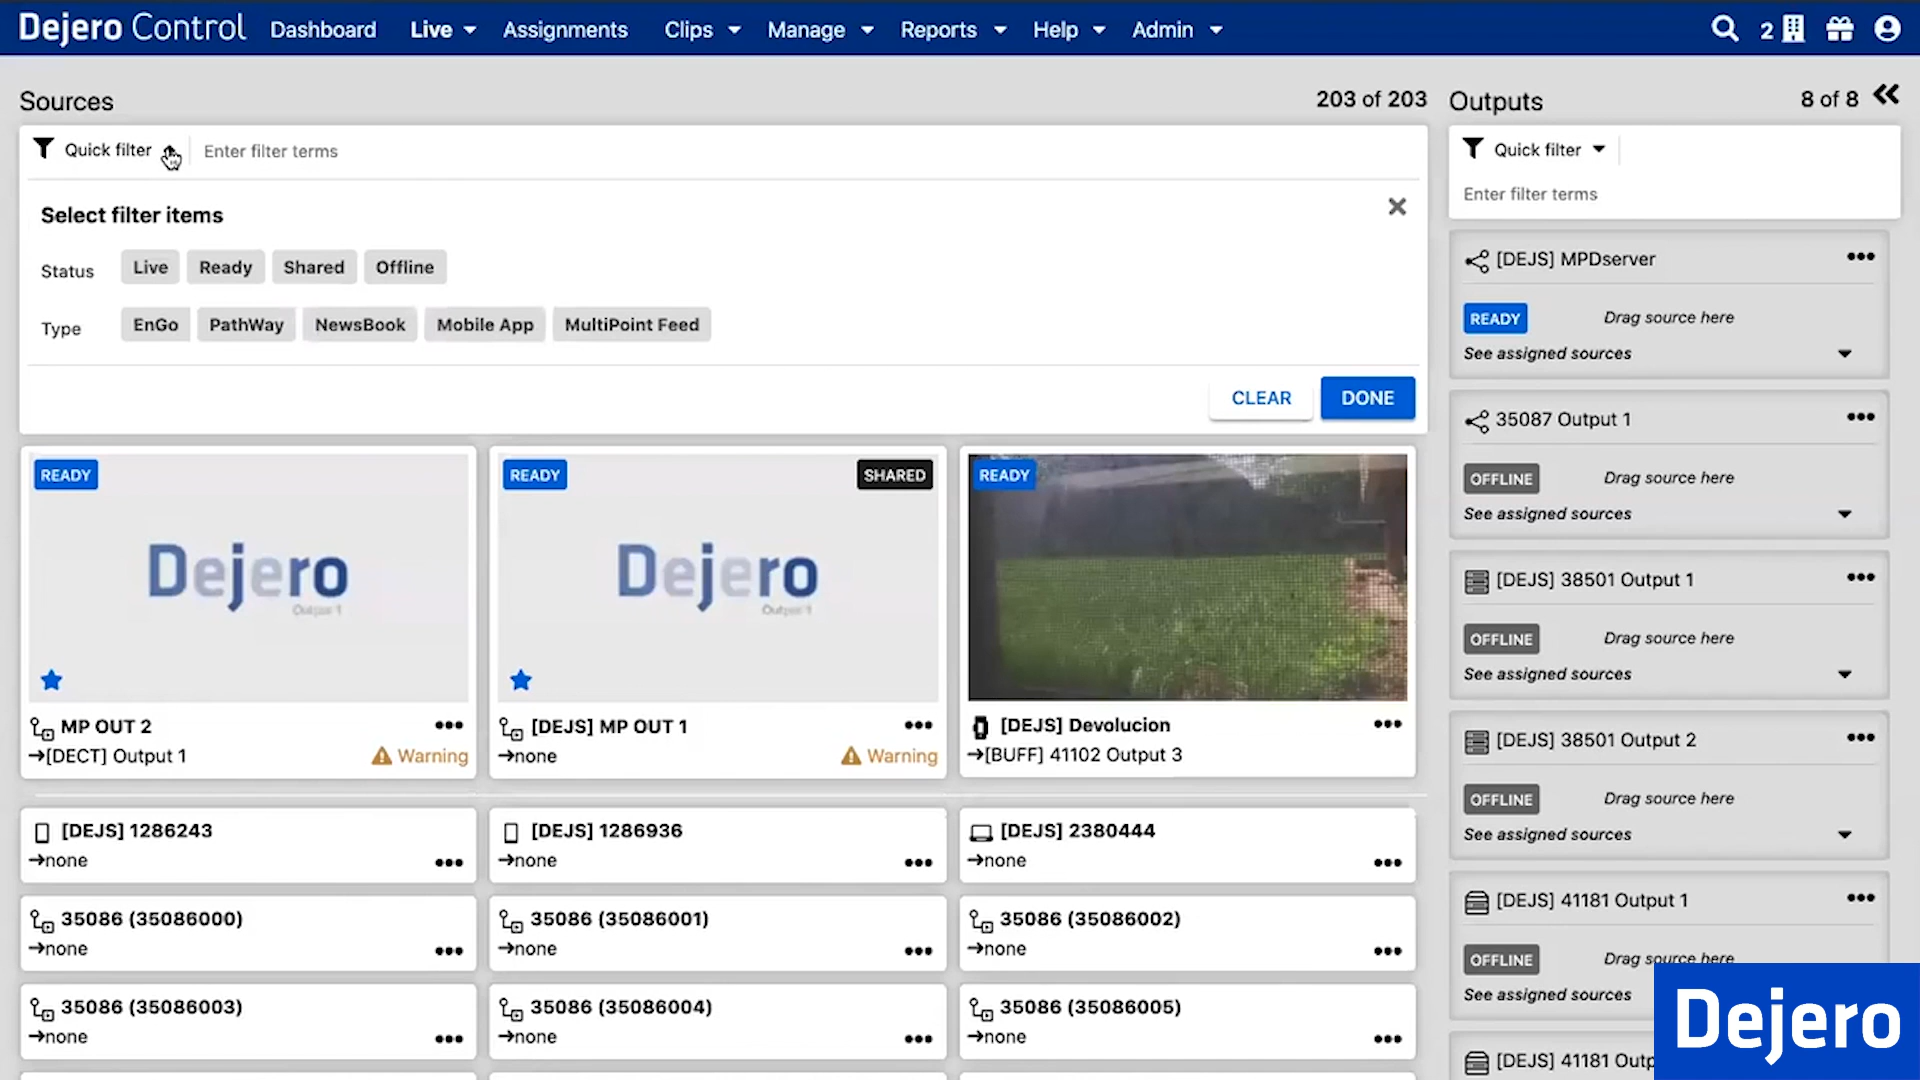 Dejero Control Dashboard Live Assignments Clips Manage Reports Help Admin 2
Sources 203 of 203
Quick filter Enter filter terms
Select filter items
Status Live Ready Shared Offline
Type EnGo PathWay NewsBook Mobile App MultiPoint Feed
CLEAR DONE
READY
Dejero
Output 1
MP OUT 2
→[DECT] Output 1 Warning
READY SHARED
Dejero
Output 1
[DEJS] MP OUT 1
→none Warning
READY
[DEJS] Devolucion
→[BUFF] 41102 Output 3
[DEJS] 1286243
→none
[DEJS] 1286936
→none
[DEJS] 2380444
→none
35086 (35086000)
→none
35086 (35086001)
→none
35086 (35086002)
→none
35086 (35086003)
→none
35086 (35086004)
→none
35086 (35086005)
→none
Outputs 8 of 8
Quick filter
Enter filter terms
[DEJS] MPDserver
READY Drag source here
See assigned sources
35087 Output 1
OFFLINE Drag source here
See assigned sources
[DEJS] 38501 Output 1
OFFLINE Drag source here
See assigned sources
[DEJS] 38501 Output 2
OFFLINE Drag source here
See assigned sources
[DEJS] 41181 Output 1
OFFLINE Drag source here
See assigned sources
[DEJS] 41181 Outp
Dejero